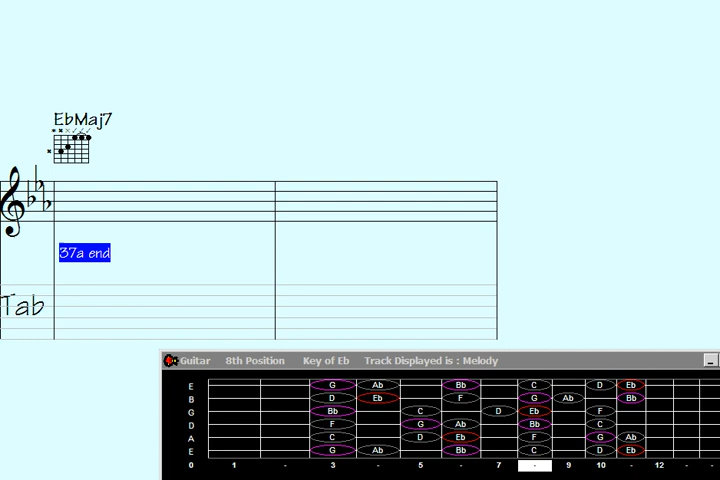 EbMaj7
37a end
Tab
Guitar 8th Position Key of Eb Track Displayed is : Melody
E G Ab Bb C D Eb
B D Eb F G Ab Bb
G Bb C D Eb F
D F G Ab Bb C
A C D Eb F G Ab
E G Ab Bb C D Eb
0 1 - 3 - 5 - 7 - 9 10 - 12 - -